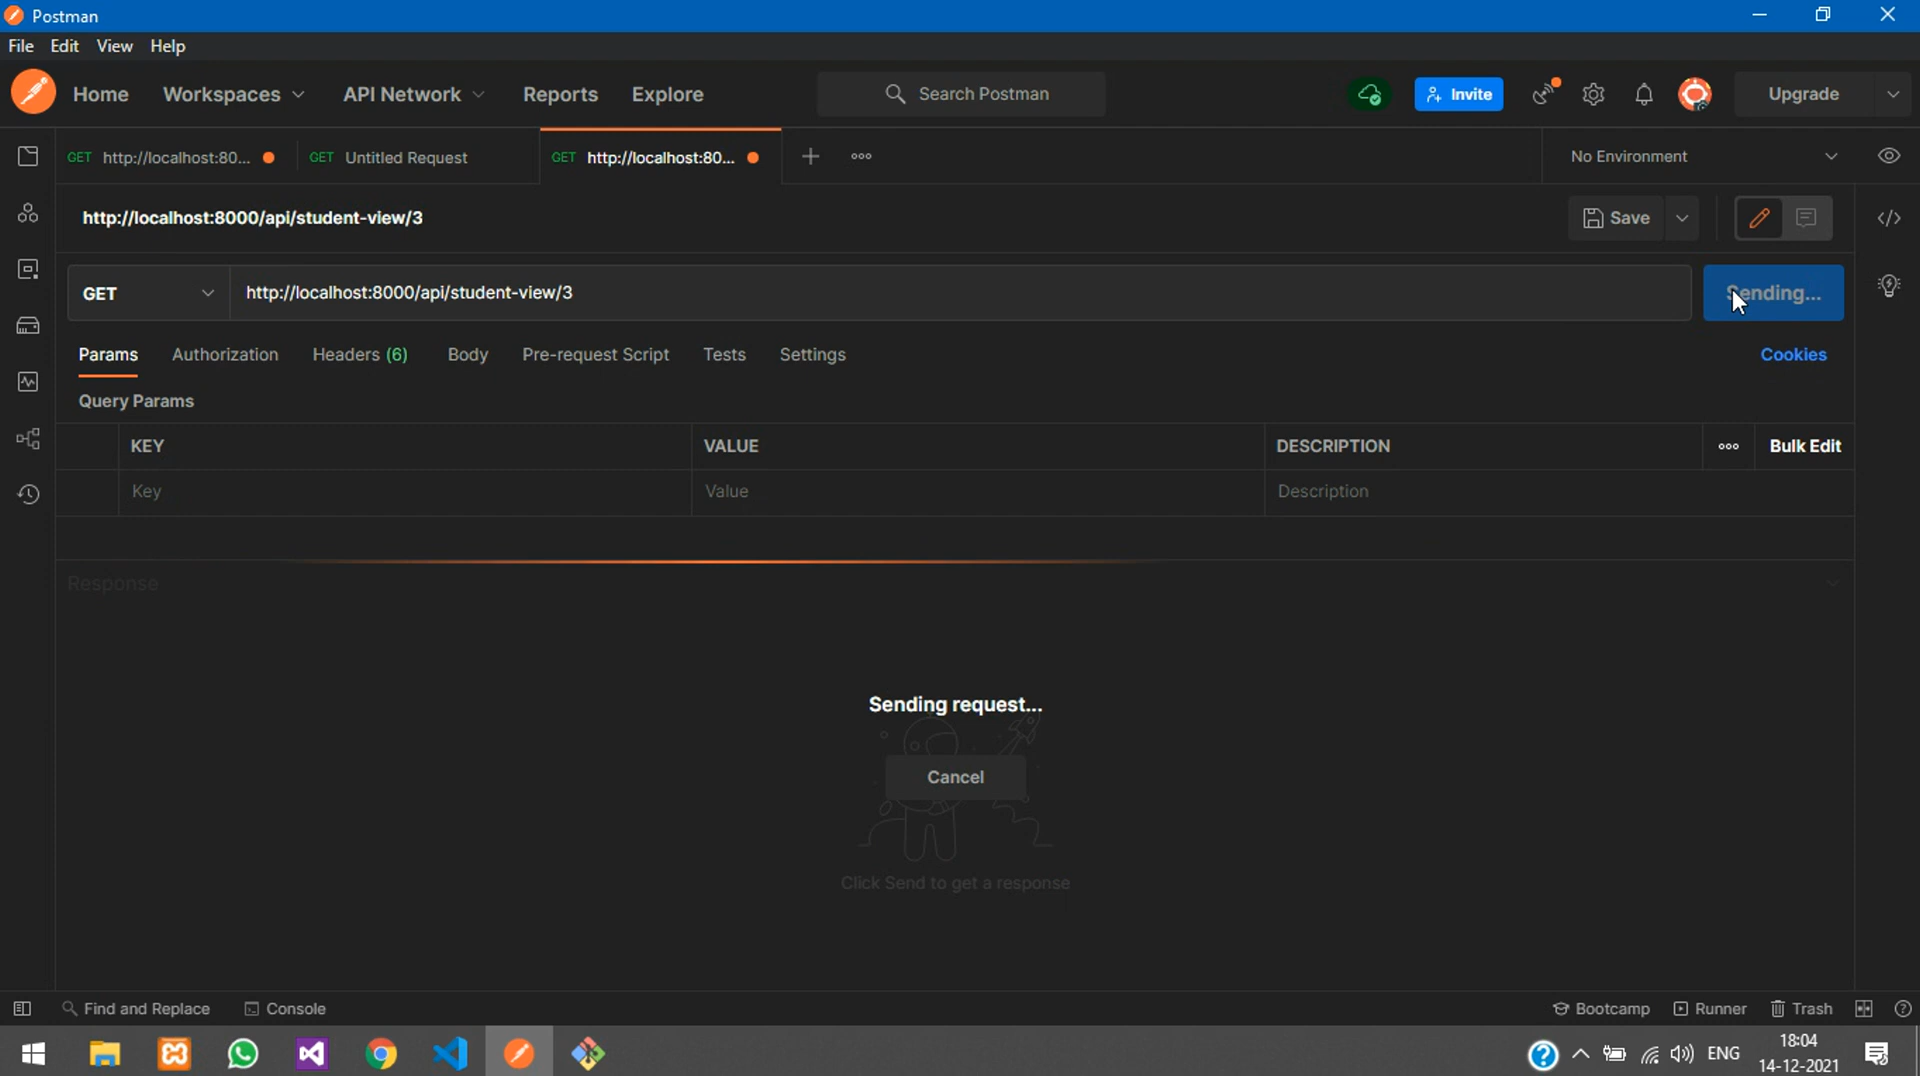 Postman
File Edit View Help
Home Workspaces API Network Reports Explore Search Postman Invite Upgrade
GET http://localhost:80... GET Untitled Request GET http://localhost:80... No Environment
http://localhost:8000/api/student-view/3 Save
GET http://localhost:8000/api/student-view/3 Sending...
Params Authorization Headers (6) Body Pre-request Script Tests Settings Cookies
Query Params
KEY VALUE DESCRIPTION Bulk Edit
Key Value Description
Response
Sending request...
Cancel
Click Send to get a response
Find and Replace Console Bootcamp Runner Trash
18:04
ENG
14-12-2021